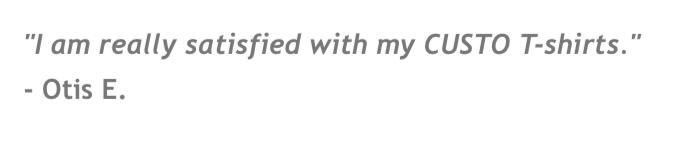 "I am really satisfied with my CUSTO T-shirts."
- Otis E.